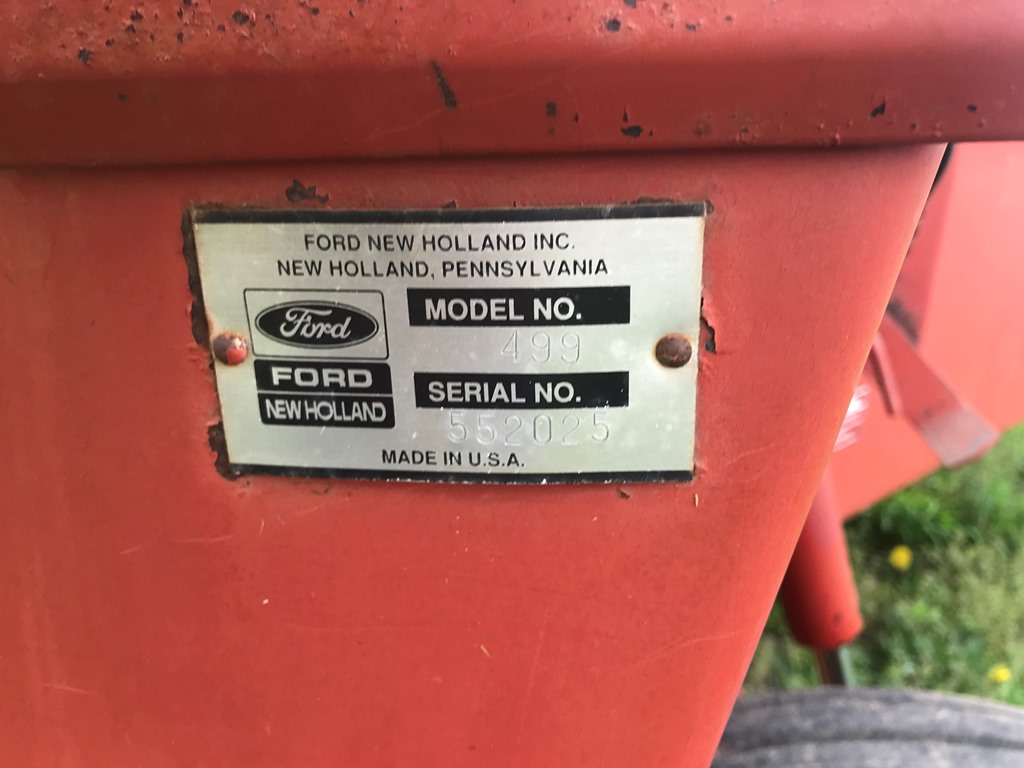 FORD NEW HOLLAND INC.
NEW HOLLAND, PENNSYLVANIA
Ford
FORD
NEW HOLLAND
MODEL NO.
499
SERIAL NO.
552025
MADE IN U.S.A.